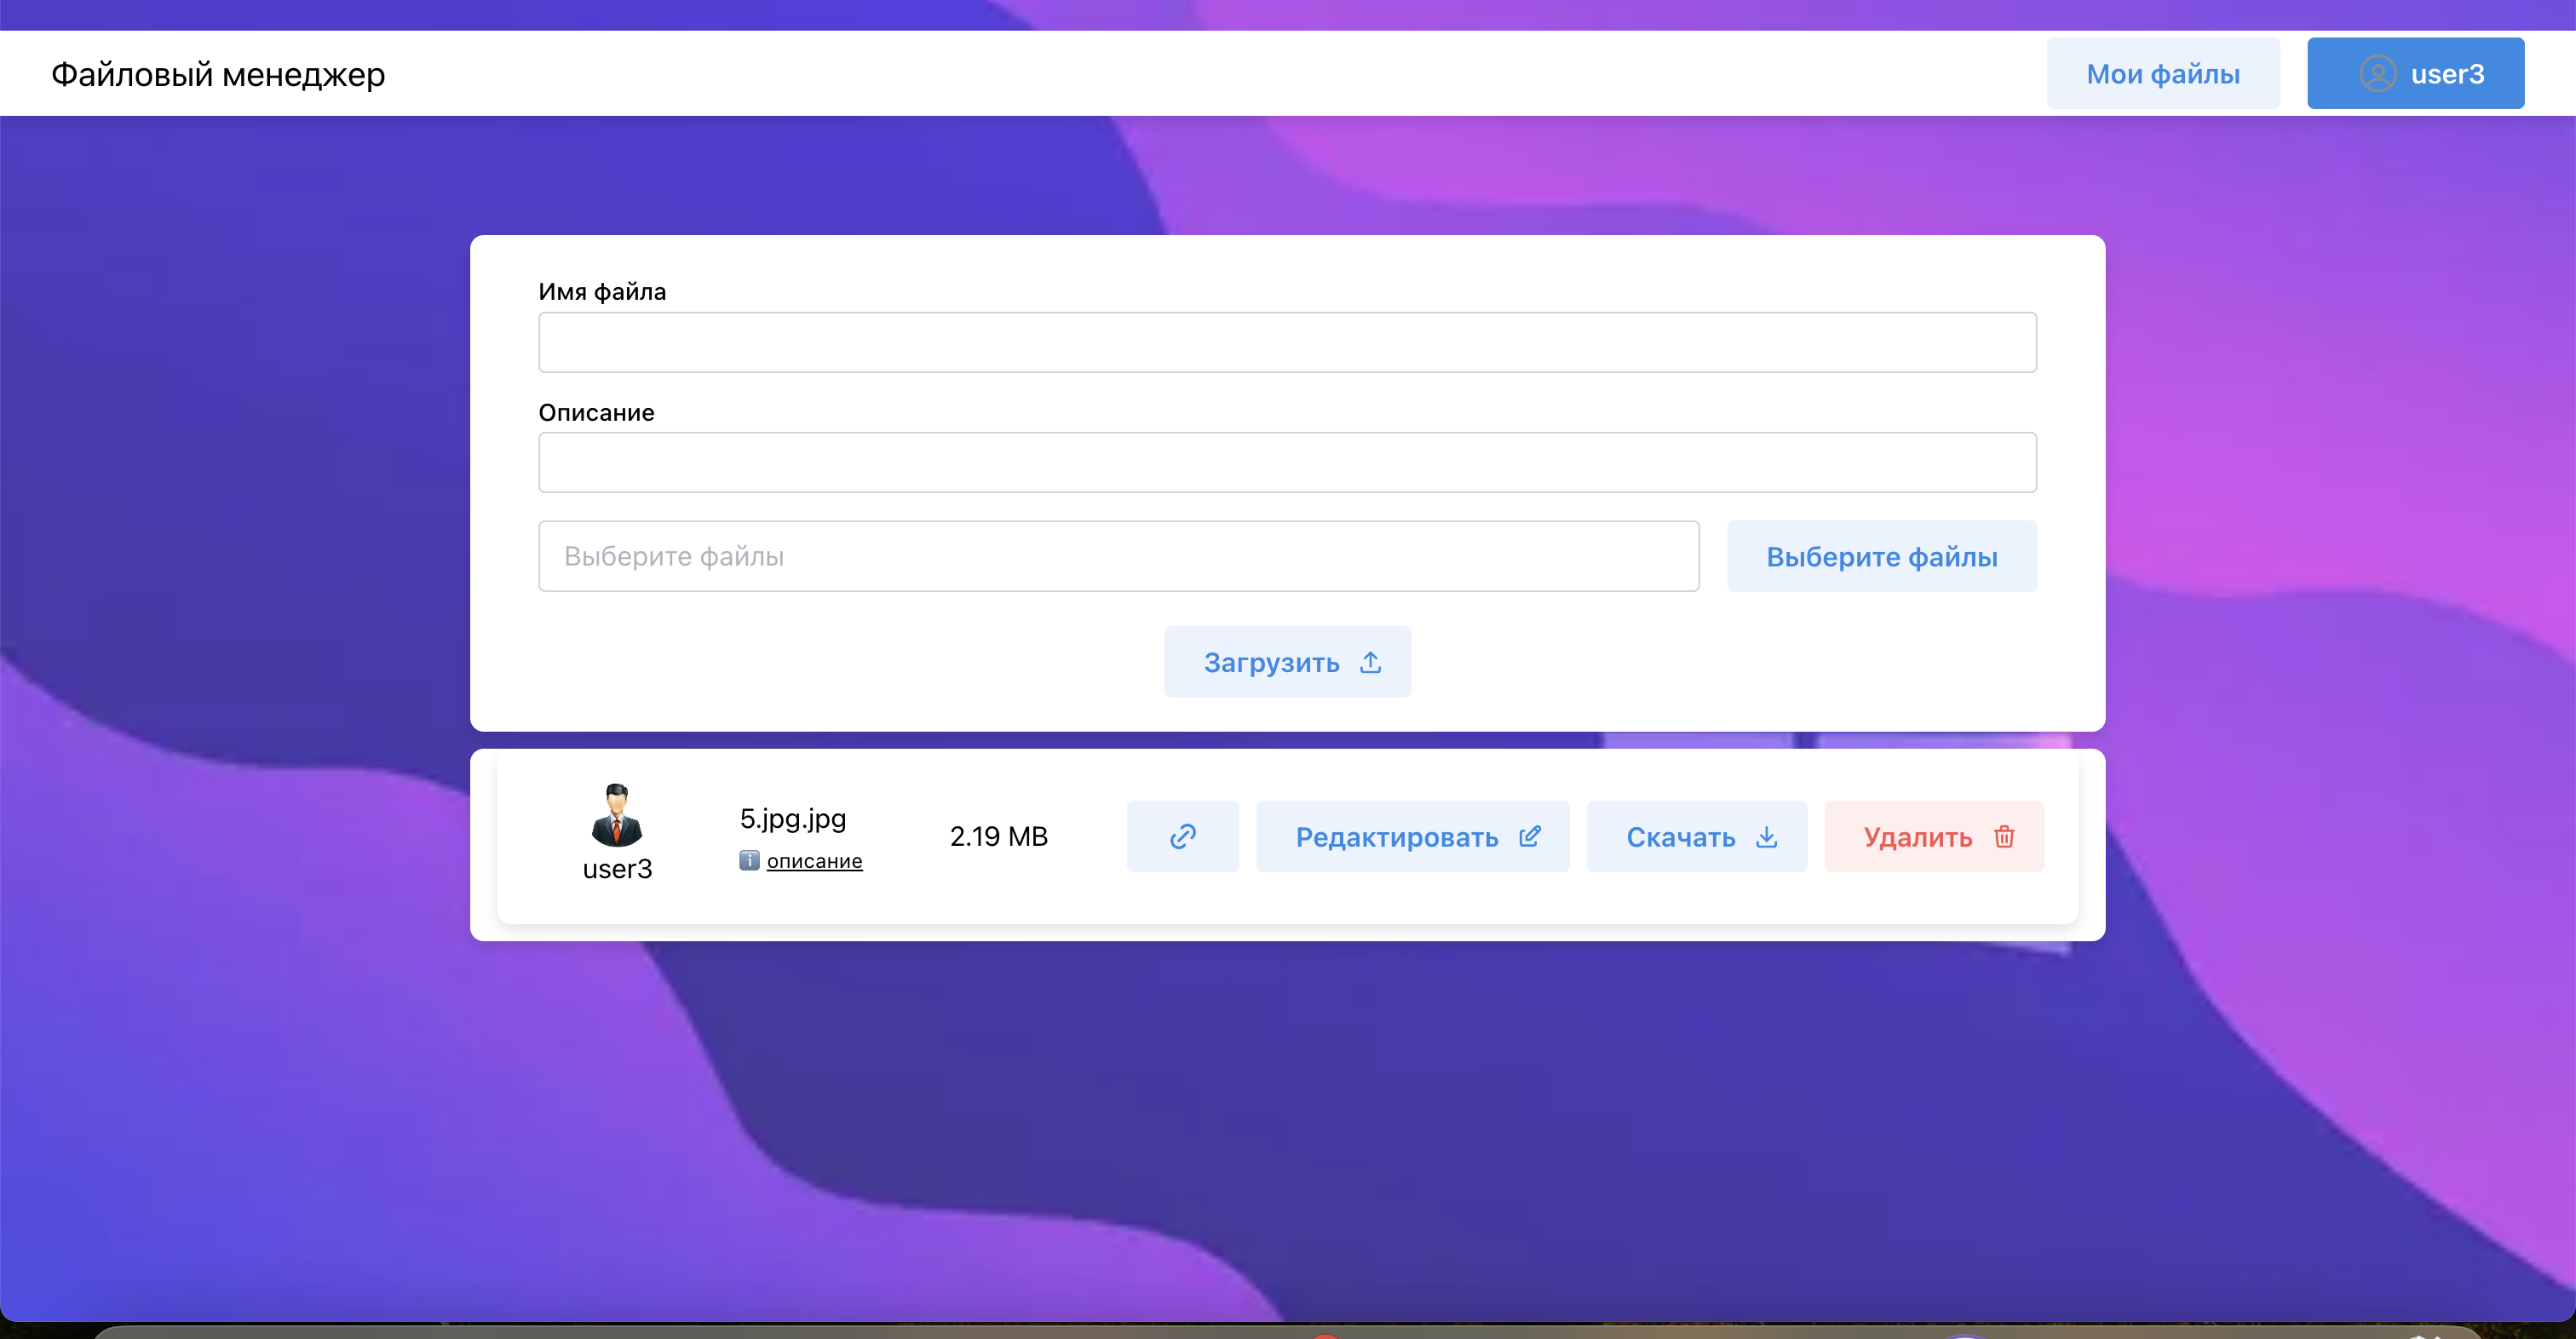 Файловый менеджер
Мои файлы
user3
Имя файла
Описание
Выберите файлы
Выберите файлы
Загрузить
user3
5.jpg.jpg
описание
2.19 MB
Редактировать
Скачать
Удалить